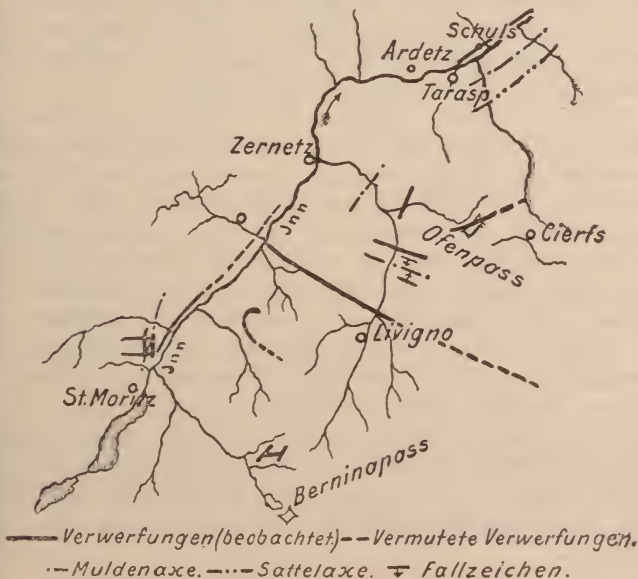 Schuls
Ardetz
Tarasp
Zernetz
Jnn
Ofenpass
Cierfs
Livigno
Jnn
St. Moritz
Berninapass
Verwerfungen (beobachtet) -- Vermutete Verwerfungen.
Muldenaxe. Sattelaxe. Fallzeichen.